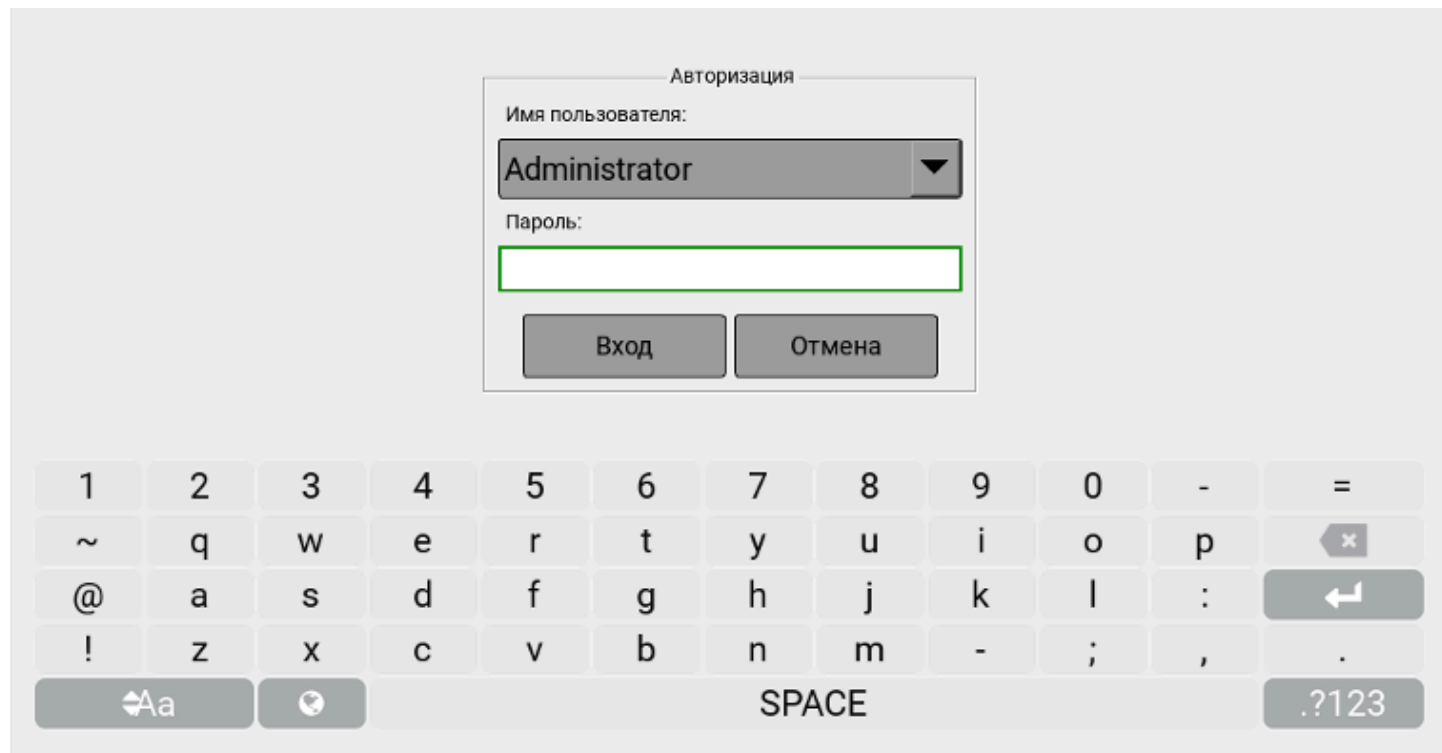 Авторизация
Имя пользователя:
Administrator
Пароль:
Вход Отмена
1 2 3 4 5 6 7 8 9 0 - =
~ q w e r t y u i o p
@ a s d f g h j k l :
! z x c v b n m - ; , .
Aa SPACE .?123